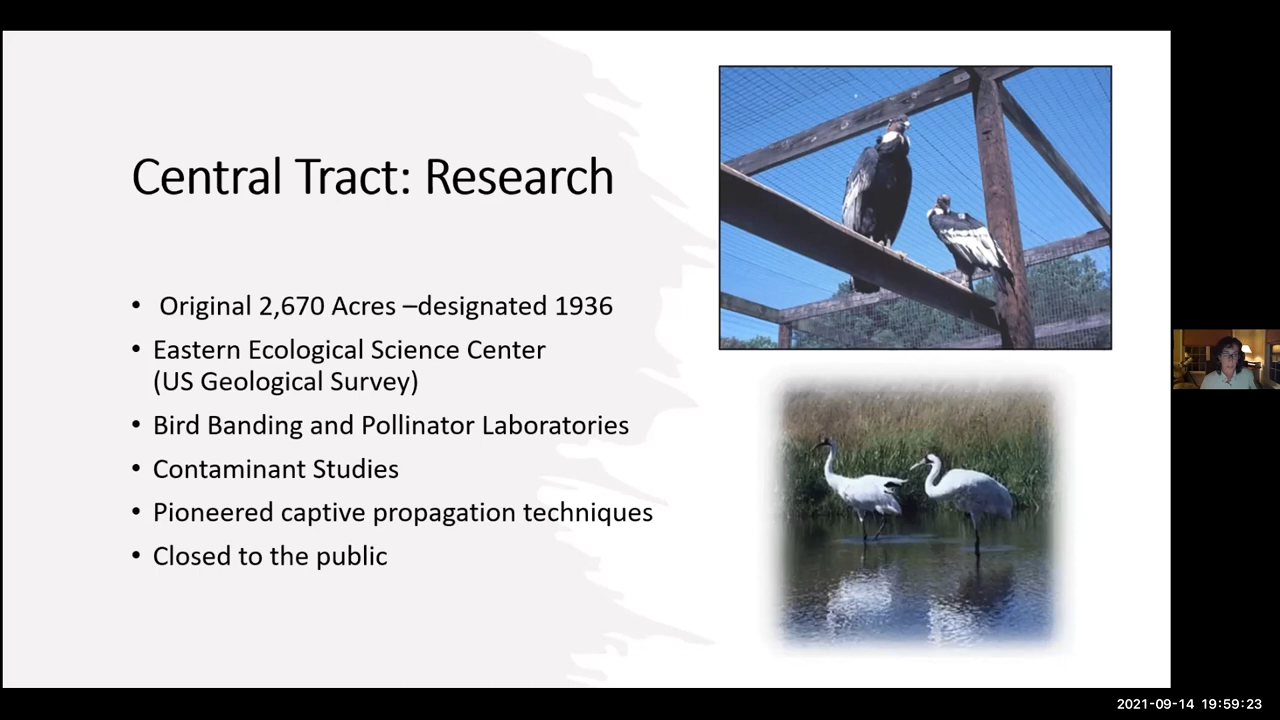 Central Tract: Research
• Original 2,670 Acres –designated 1936
• Eastern Ecological Science Center
(US Geological Survey)
• Bird Banding and Pollinator Laboratories
• Contaminant Studies
• Pioneered captive propagation techniques
• Closed to the public
2021-09-14 19:59:23